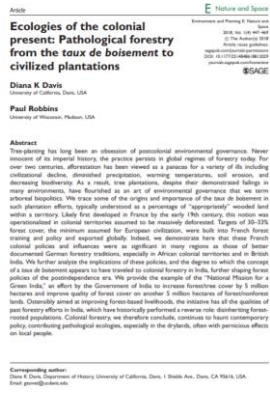 Article
E Nature and Space
Environment and Planning E: Nature and
Space
2018, Vol. 1(4) 447–469
© The Author(s) 2018
Article reuse guidelines:
sagepub.com/journals-permissions
journals.sagepub.com/home/ene
SAGE
Ecologies of the colonial
present: Pathological forestry
from the taux de boisement to
civilized plantations
Diana K Davis
University of California, Davis, USA
Paul Robbins
University of Wisconsin, Madison, USA
Abstract
Tree-planting has long been an obsession of postcolonial environmental governance. Never
innocent of its imperial history, the practice persists in global regimes of forestry today. For
over two centuries, afforestation has been viewed as a panacea for a variety of ills including
civilizational decline, diminished precipitation, warming temperatures, soil erosion, and
decreasing biodiversity. As a result, tree plantations, despite their demonstrated failings in
many environments, have flourished as an art of environmental governance that we term
arboreal biopolitics. We trace some of the origins and importance of the taux de boisement in
such plantation efforts, typically understood as a percentage of "appropriately" wooded land
within a territory. Likely first developed in France by the early 19th century, this notion was
operationalized in colonial territories assumed to be massively deforested. Targets of 30–33%
forest cover, the minimum assumed for European civilization, were built into French forest
training and policy and exported globally. Indeed, we demonstrate here that these French
colonial policies and influences were as significant in many regions as those of better
documented German forestry traditions, especially in African colonial territories and in British
India. We further analyze the implications of these policies, and the degree to which the concept
of a taux de boisement appears to have traveled to colonial forestry in India, further shaping forest
policies of the postindependence era. We provide the example of the "National Mission for a
Green India," an effort by the Government of India to increase forest/tree cover by 5 million
hectares and improve quality of forest cover on another 5 million hectares of forest/nonforest
lands. Ostensibly aimed at improving forest-based livelihoods, the initiative has all the qualities of
past forestry efforts in India, which have historically performed a reverse role: disinheriting forest-
rooted populations. Colonial forestry, we therefore conclude, continues to haunt contemporary
policy, contributing pathological ecologies, especially in the drylands, often with pernicious effects
on local people.
Corresponding author:
Diana K Davis, Department of History, University of California, Davis, 1 Shields Ave., Davis, CA 95616, USA.
Email: geovet@ucdavis.edu